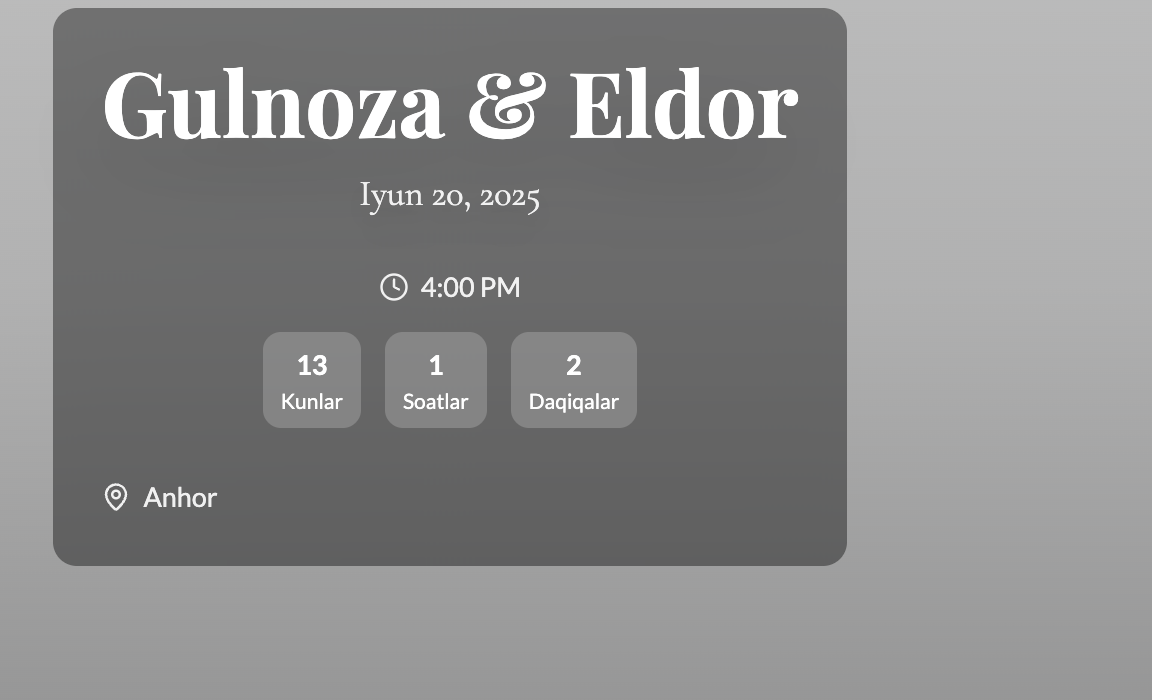 Gulnoza & Eldor
Iyun 20, 2025
4:00 PM
13 1 2
Kunlar Soatlar Daqiqalar
Anhor